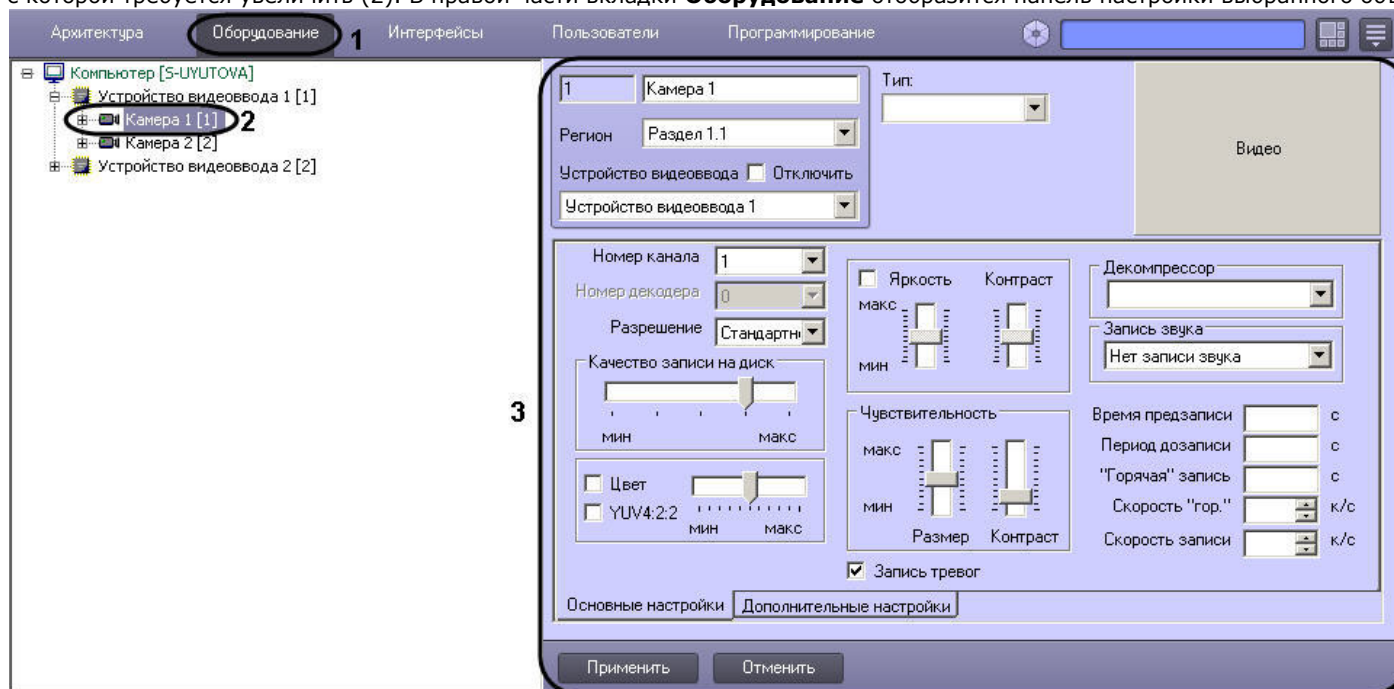 с которой требуется увеличить (2). В правой части вкладки Оборудование отобразится панель настройки выбранного
Архитектура Оборудование 1 Интерфейсы Пользователи Программирование
Компьютер [S-UYUTOVA]
Устройство видеоввода 1 [1]
Камера 1 [1] 2
Камера 2 [2]
Устройство видеоввода 2 [2]
3
1 Камера 1
Регион Раздел 1.1
Устройство видеоввода Отключить
Устройство видеоввода 1
Тип:
Видео
Номер канала 1
Номер декодера 0
Разрешение Стандартн
Качество записи на диск
мин макс
Цвет
YUV4:2:2
мин макс
Яркость Контраст
макс
мин
Чувствительность
макс
мин
Размер Контраст
Запись тревог
Декомпрессор
Запись звука
Нет записи звука
Время предзаписи с
Период дозаписи с
"Горячая" запись с
Скорость "гор." к/с
Скорость записи к/с
Основные настройки Дополнительные настройки
Применить Отменить